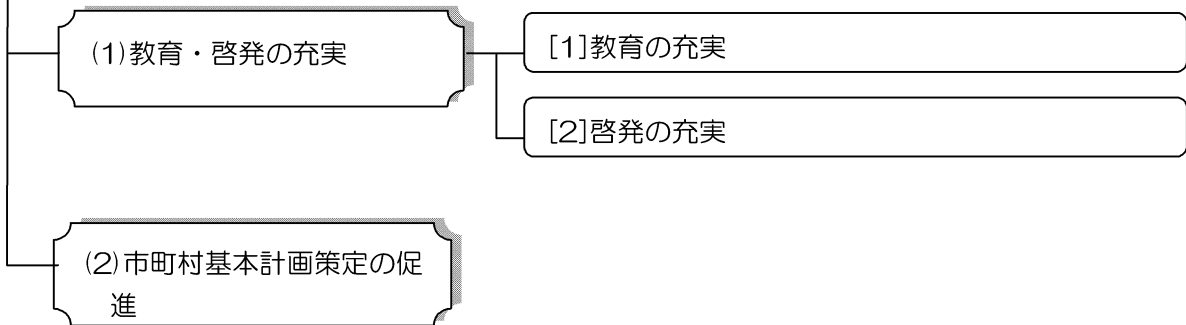 (1)教育・啓発の充実
[1]教育の充実
[2]啓発の充実
(2)市町村基本計画策定の促
進